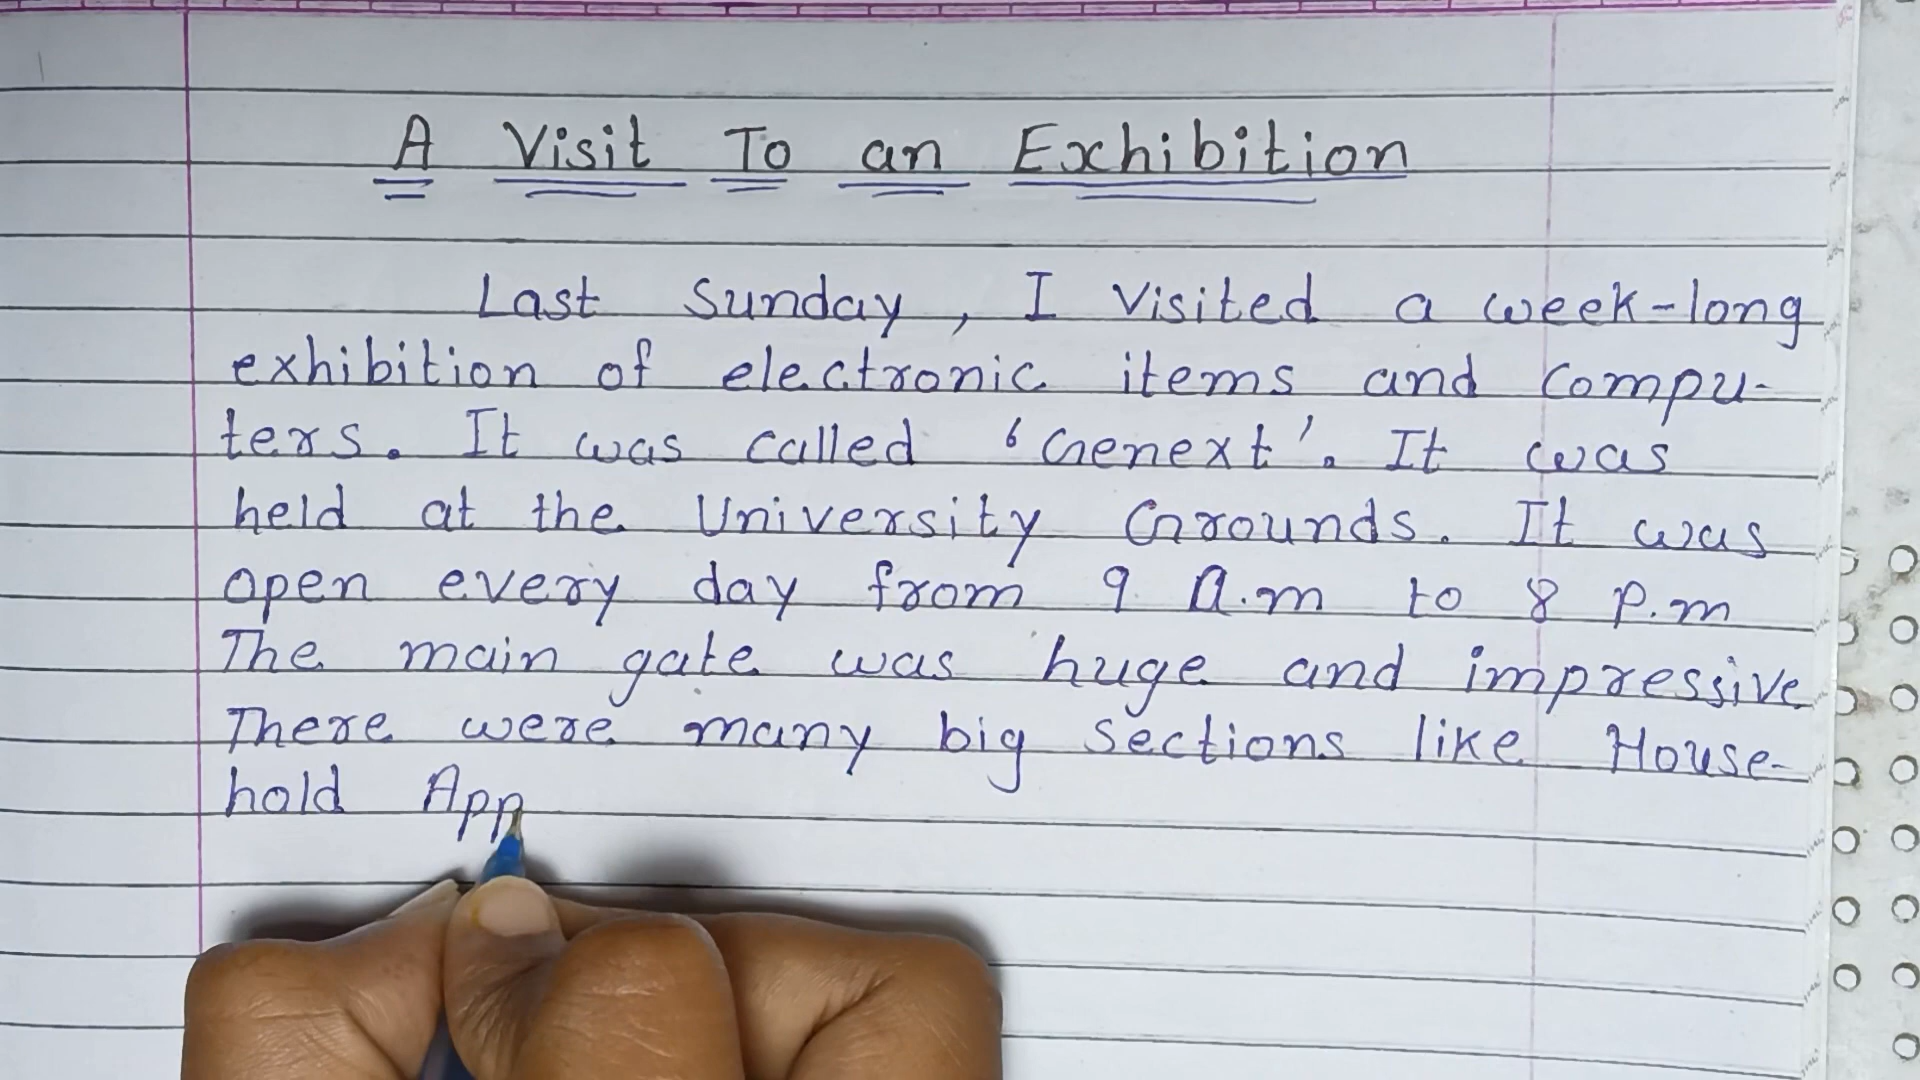 A Visit To an Exhibition
Last Sunday, I Visited a week-long
exhibition of electronic items and compu-
ters. It was called 'Genext'. It was
held at the University Grounds. It was
open every day from 9 A.m to 8 P.m
The main gate was huge and impressive
There were many big sections like House-
hold App